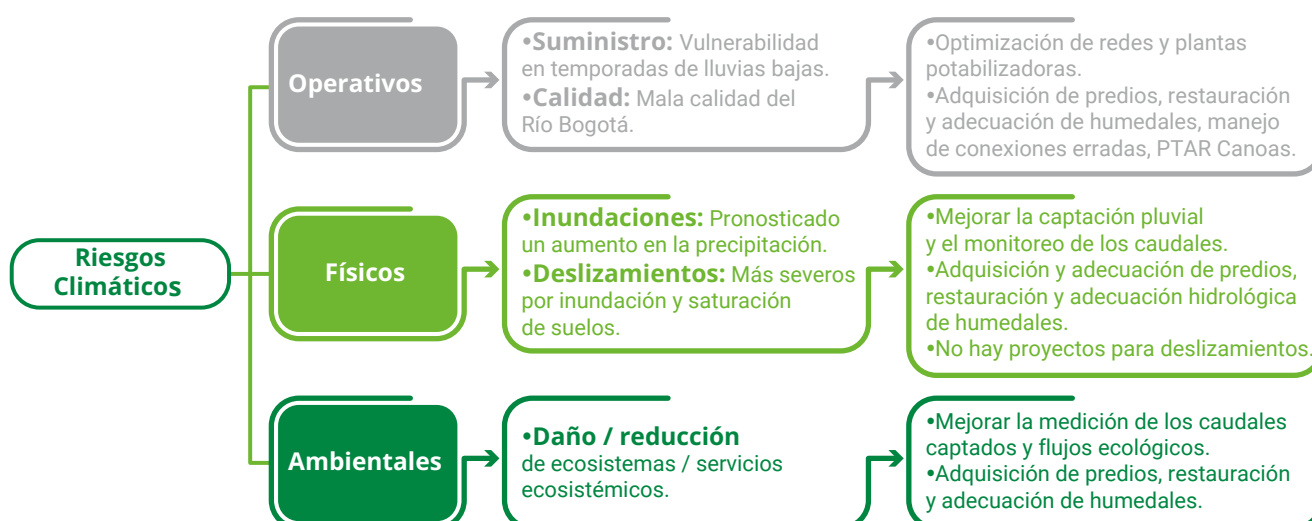 Riesgos
Climáticos
Operativos
•Suministro: Vulnerabilidad
en temporadas de lluvias bajas.
•Calidad: Mala calidad del
Río Bogotá.
•Optimización de redes y plantas
potabilizadoras.
•Adquisición de predios, restauración
y adecuación de humedales, manejo
de conexiones erradas, PTAR Canoas.
Físicos
•Inundaciones: Pronosticado
un aumento en la precipitación.
•Deslizamientos: Más severos
por inundación y saturación
de suelos.
•Mejorar la captación pluvial
y el monitoreo de los caudales.
•Adquisición y adecuación de predios,
restauración y adecuación hidrológica
de humedales.
•No hay proyectos para deslizamientos.
Ambientales
•Daño / reducción
de ecosistemas / servicios
ecosistémicos.
•Mejorar la medición de los caudales
captados y flujos ecológicos.
•Adquisición de predios, restauración
y adecuación de humedales.